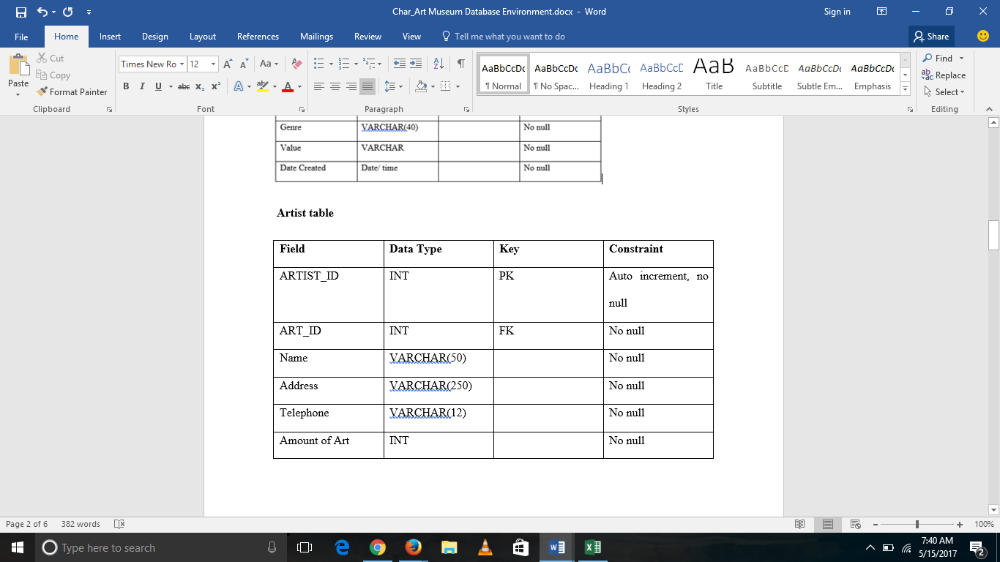 Char_Art Museum Database Environment.docx - Word
Sign in
File Home Insert Design Layout References Mailings Review View Tell me what you want to do Share
Paste
Cut
Copy
Format Painter
Clipboard
Times New Ro 12
Aa
B I U abc x₂ x²
A ab A
Font
Paragraph
AaBbCcDc AaBbCcDc AaBbCc AaBbCcD AaB AaBbCcD AaBbCcDc AaBbCcDc
¶ Normal ¶ No Spac... Heading 1 Heading 2 Title Subtitle Subtle Em... Emphasis
Styles
Find
Replace
Select
Editing
Genre VARCHAR(40) No null
Value VARCHAR No null
Date Created Date/ time No null
Artist table
Field Data Type Key Constraint
ARTIST_ID INT PK Auto increment, no
null
ART_ID INT FK No null
Name VARCHAR(50) No null
Address VARCHAR(250) No null
Telephone VARCHAR(12) No null
Amount of Art INT No null
Page 2 of 6 382 words 100%
Type here to search
7:40 AM
5/15/2017
2